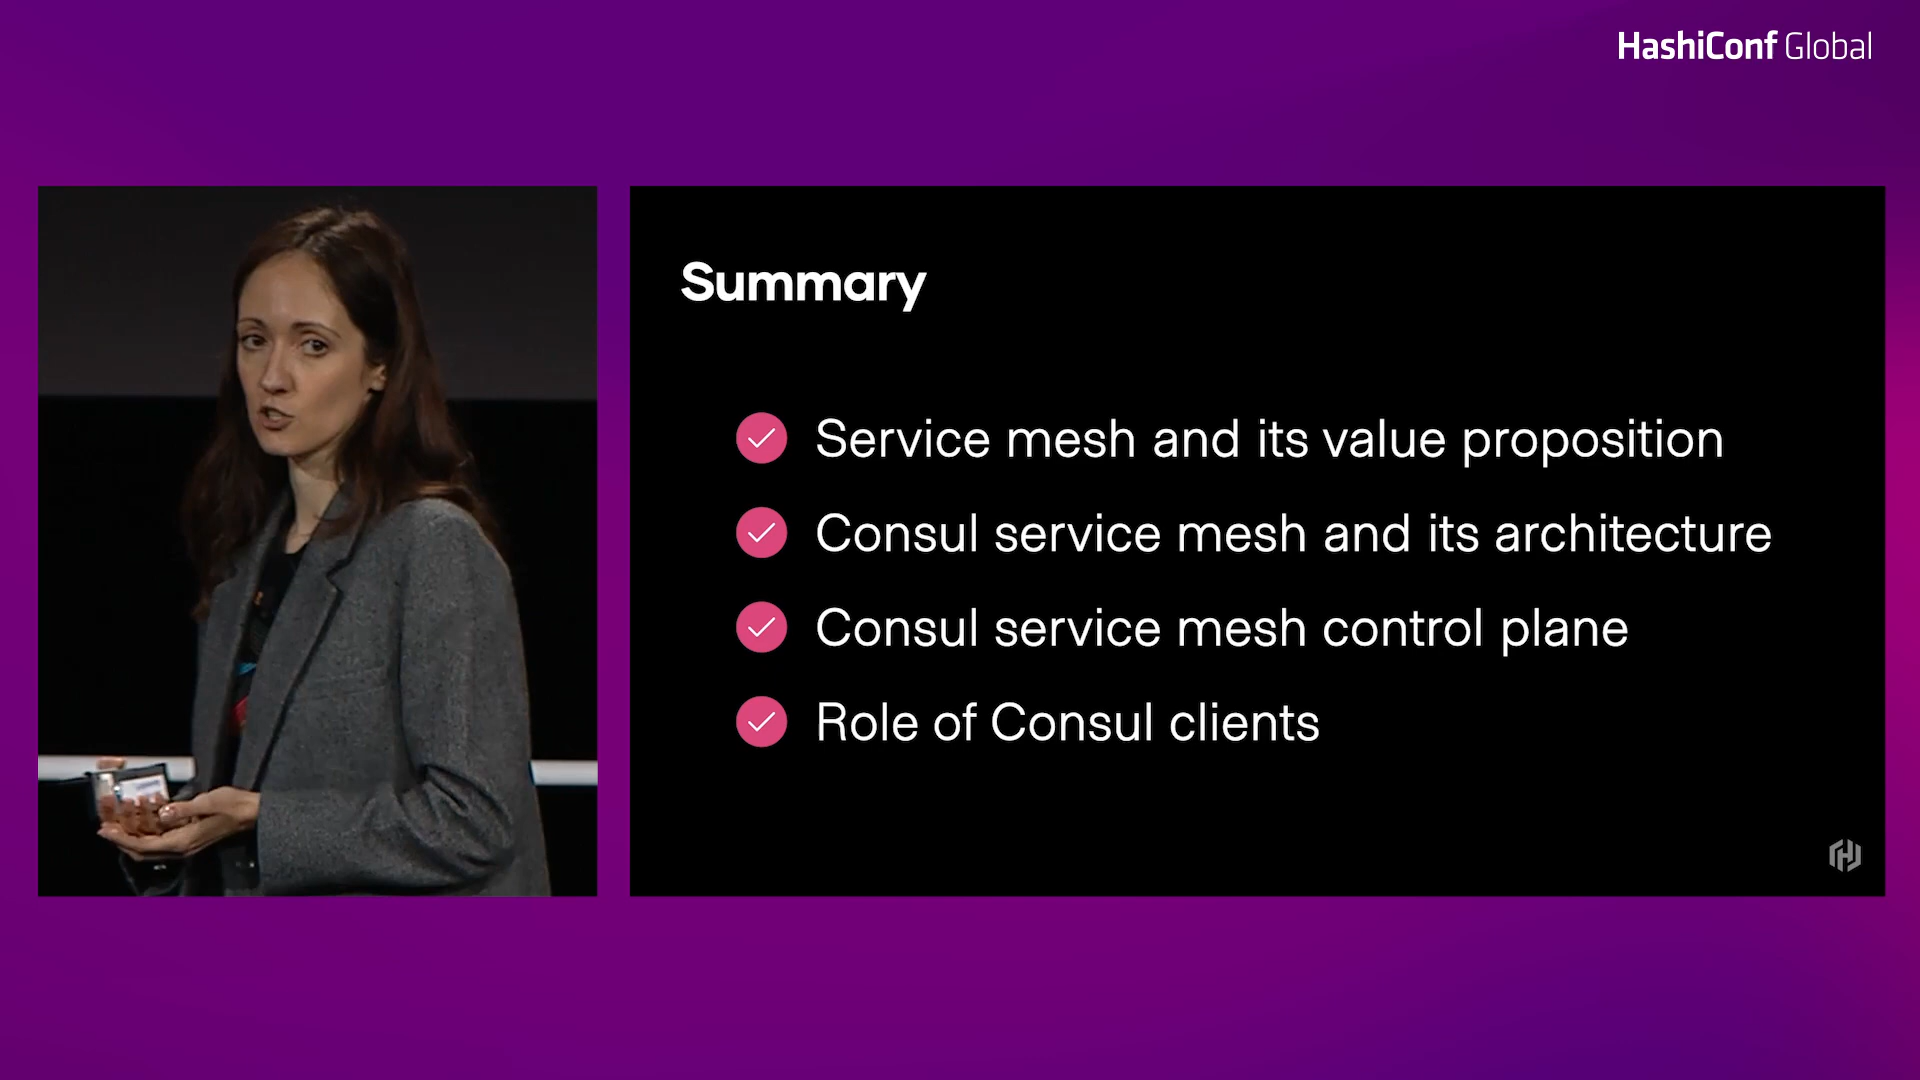 HashiConf Global
Summary
Service mesh and its value proposition
Consul service mesh and its architecture
Consul service mesh control plane
Role of Consul clients